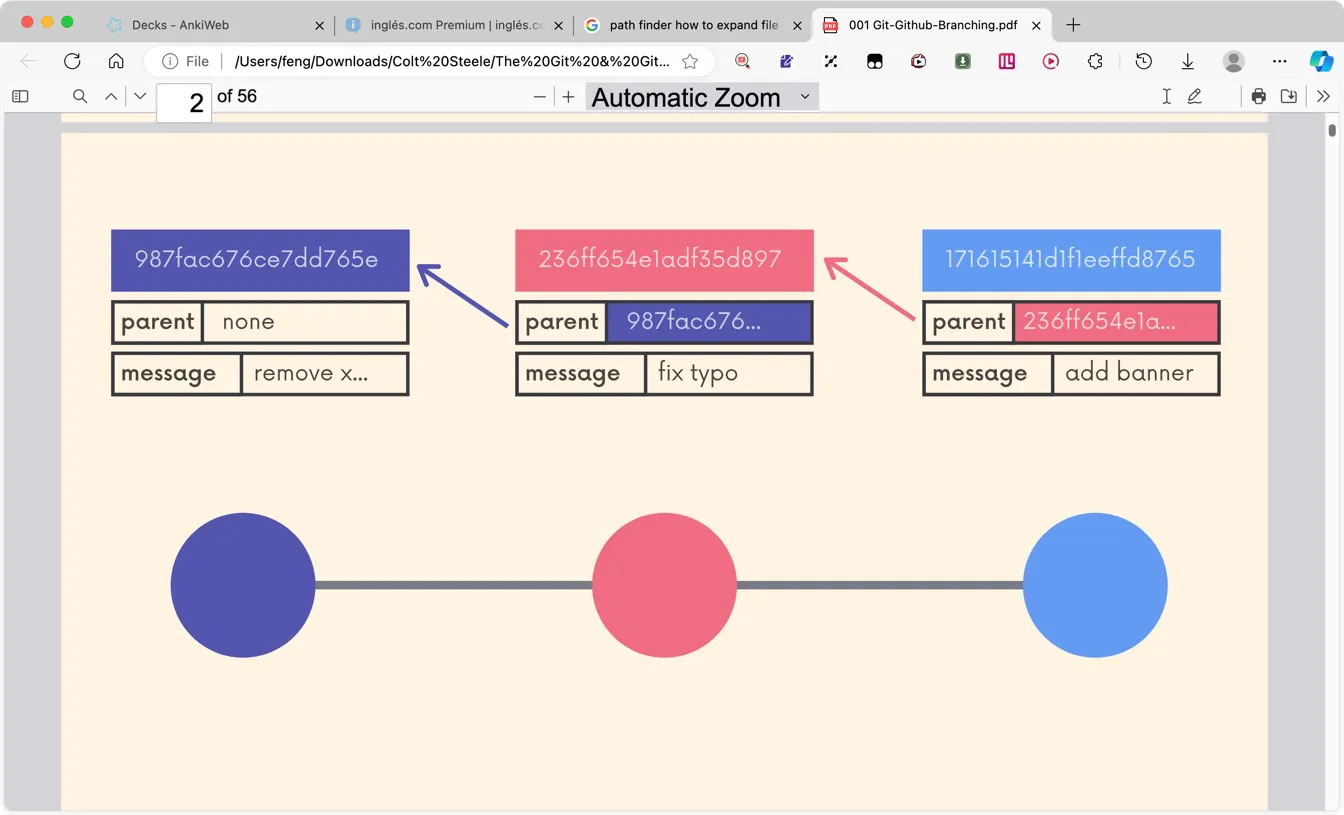 Decks - AnkiWeb
inglés.com Premium | inglés.co
path finder how to expand file
001 Git-Github-Branching.pdf
File
/Users/feng/Downloads/Colt%20Steele/The%20Git%20&%20Git...
2 of 56
Automatic Zoom
987fac676ce7dd765e
236ff654e1adf35d897
171615141d1f1eeffd8765
parent none
parent 987fac676...
parent 236ff654e1a...
message remove x...
message fix typo
message add banner